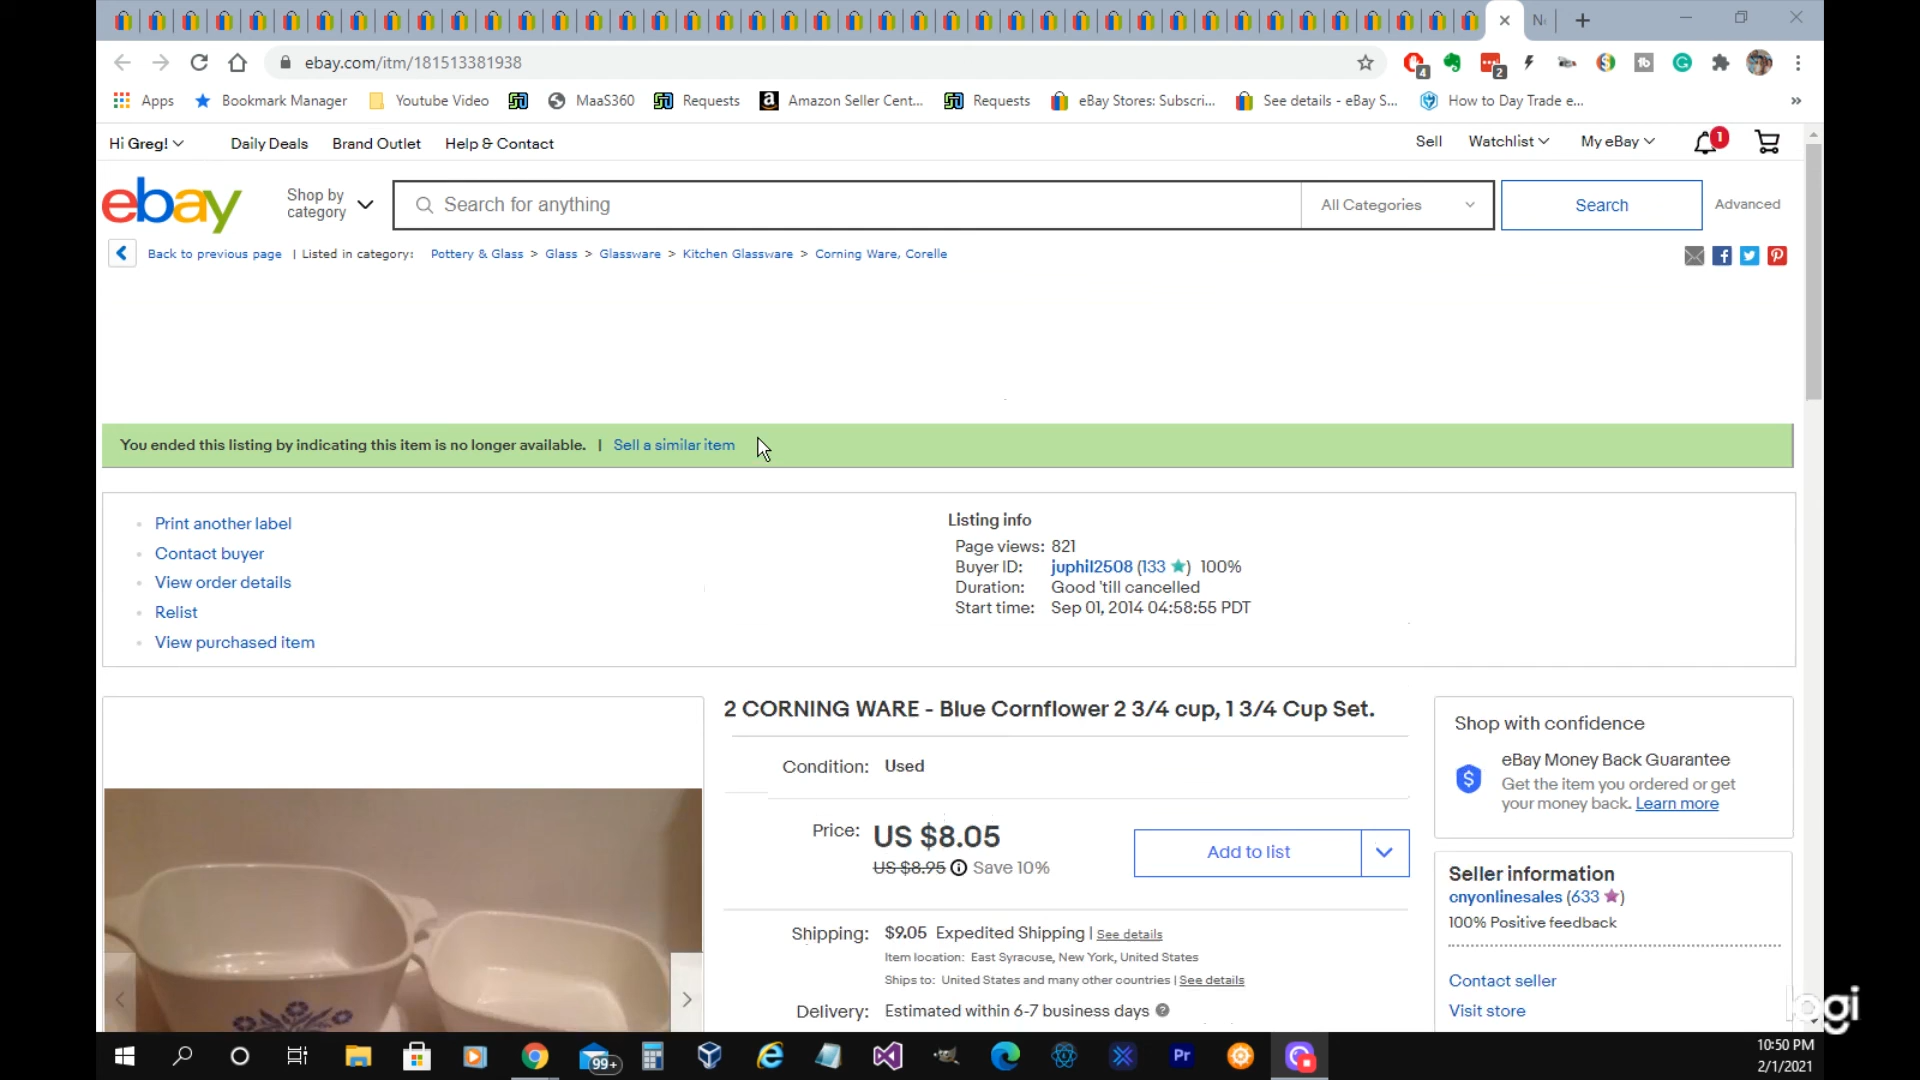 ebay.com/itm/181513381938
4
2
Apps Bookmark Manager Youtube Video MaaS360 Requests Amazon Seller Cent... Requests eBay Stores: Subscri... See details - eBay S... How to Day Trade e... »
Hi Greg! Daily Deals Brand Outlet Help & Contact Sell Watchlist My eBay 1
ebay Shop by category Search for anything All Categories Search Advanced
Back to previous page | Listed in category: Pottery & Glass > Glass > Glassware > Kitchen Glassware > Corning Ware, Corelle
You ended this listing by indicating this item is no longer available. | Sell a similar item
Print another label
Contact buyer
View order details
Relist
View purchased item
Listing info
Page views: 821
Buyer ID: juphil2508 (133 ★) 100%
Duration: Good 'till cancelled
Start time: Sep 01, 2014 04:58:55 PDT
2 CORNING WARE - Blue Cornflower 2 3/4 cup, 1 3/4 Cup Set.
Condition: Used
Price: US $8.05
US $8.95 Save 10%
Add to list
Shipping: $9.05 Expedited Shipping | See details
Item location: East Syracuse, New York, United States
Ships to: United States and many other countries | See details
Delivery: Estimated within 6-7 business days
Shop with confidence
eBay Money Back Guarantee
Get the item you ordered or get
your money back. Learn more
Seller information
cnyonlinesales (633 ★)
100% Positive feedback
Contact seller
Visit store
logi
99+
Pr
10:50 PM
2/1/2021